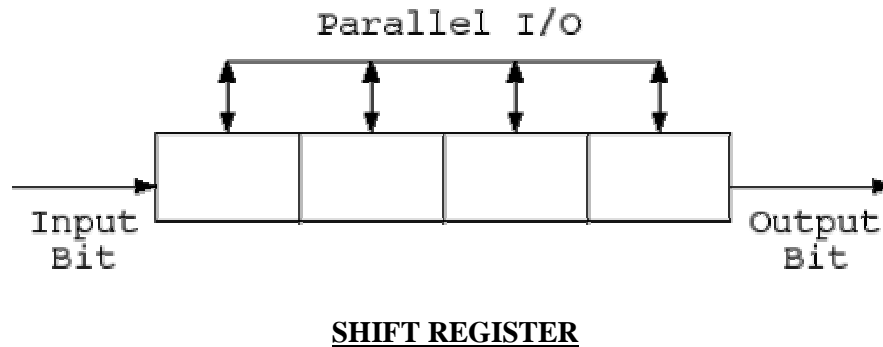 Parallel I/O
Input
Bit
Output
Bit
SHIFT REGISTER